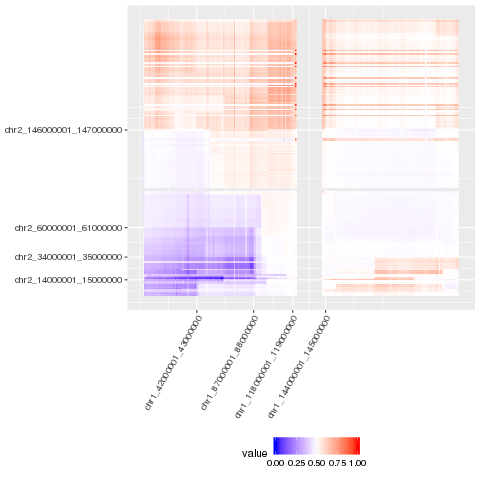 chr2_146000001_147000000
chr2_60000001_61000000
chr2_34000001_35000000
chr2_14000001_15000000
chr1_42000001_43000000
chr1_87000001_88000000
chr1_118000001_119000000
chr1_144000001_145000000
value
0.00 0.25 0.50 0.75 1.00